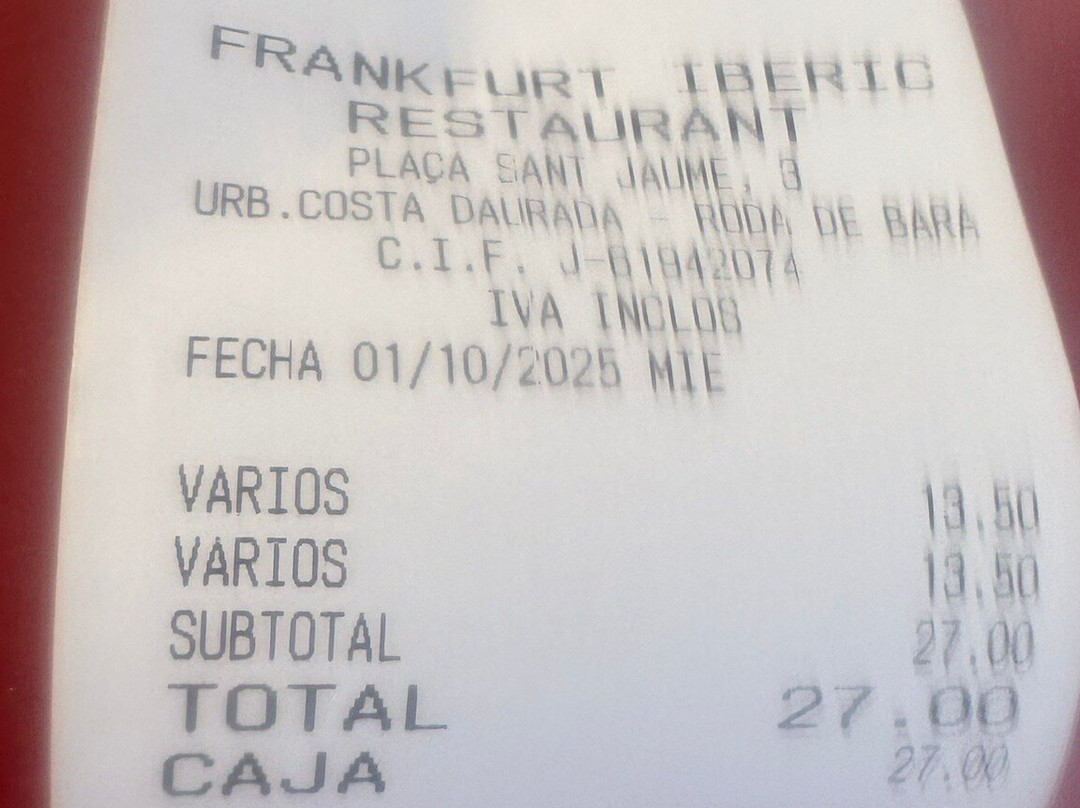 FRANKFURT IBERIC
RESTAURANT
PLAÇA SANT JAUME, 3
URB.COSTA DAURADA - RODA DE BARA
C.I.F. J-61942074
IVA INCLOS
FECHA 01/10/2025 MIE
VARIOS 13.50
VARIOS 13.50
SUBTOTAL 27.00
TOTAL 27.00
CAJA 27.00